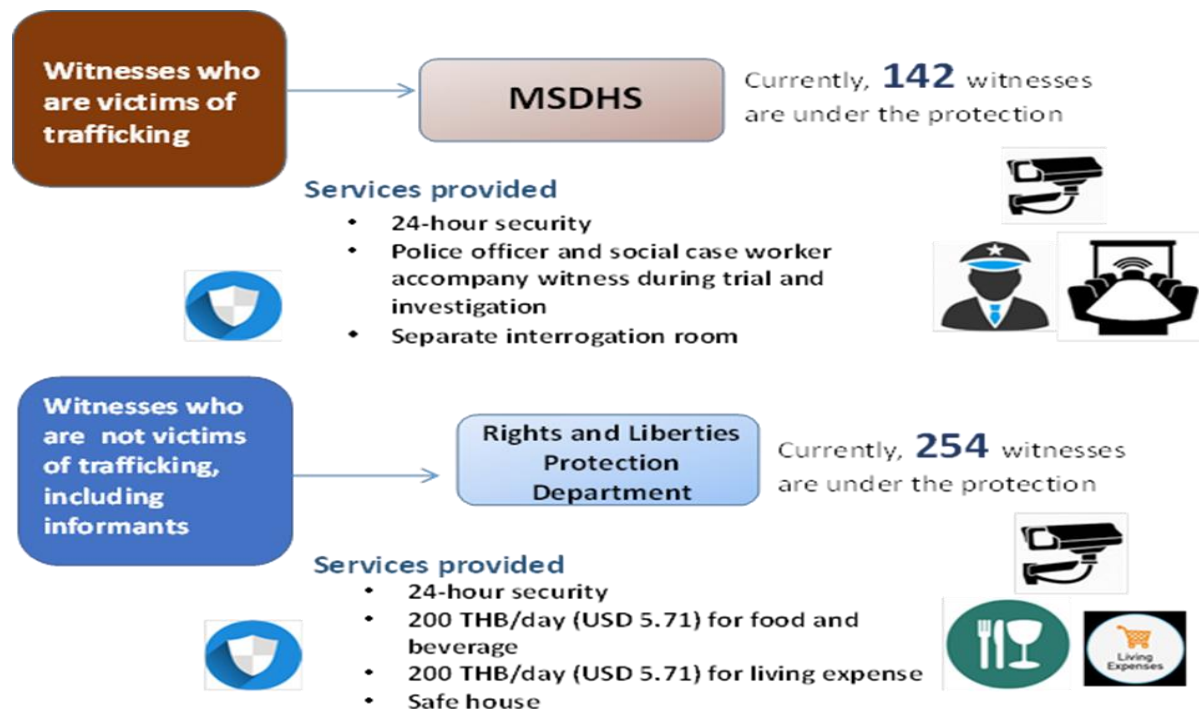 Witnesses who
are victims of
trafficking
MSDHS
Currently, 142 witnesses
are under the protection
Services provided
• 24-hour security
• Police officer and social case worker
accompany witness during trial and
investigation
• Separate interrogation room
Witnesses who
are not victims
of trafficking,
including
informants
Rights and Liberties
Protection
Department
Currently, 254 witnesses
are under the protection
Services provided
• 24-hour security
• 200 THB/day (USD 5.71) for food and
beverage
• 200 THB/day (USD 5.71) for living expense
• Safe house
Living
Expenses